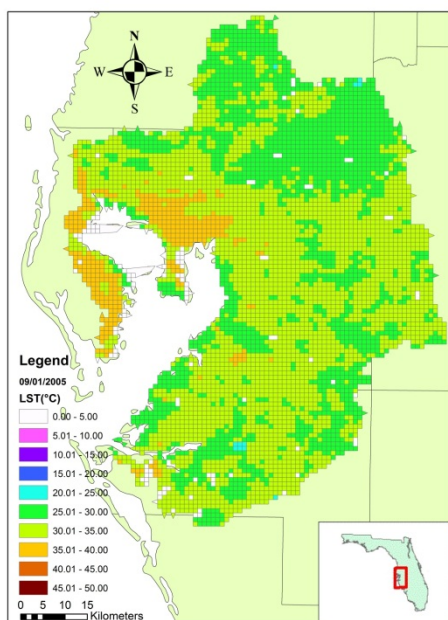 N
W E
S
Legend
09/01/2005
LST(°C)
0.00 - 5.00
5.01 - 10.00
10.01 - 15.00
15.01 - 20.00
20.01 - 25.00
25.01 - 30.00
30.01 - 35.00
35.01 - 40.00
40.01 - 45.00
45.01 - 50.00
0 5 10 15
Kilometers